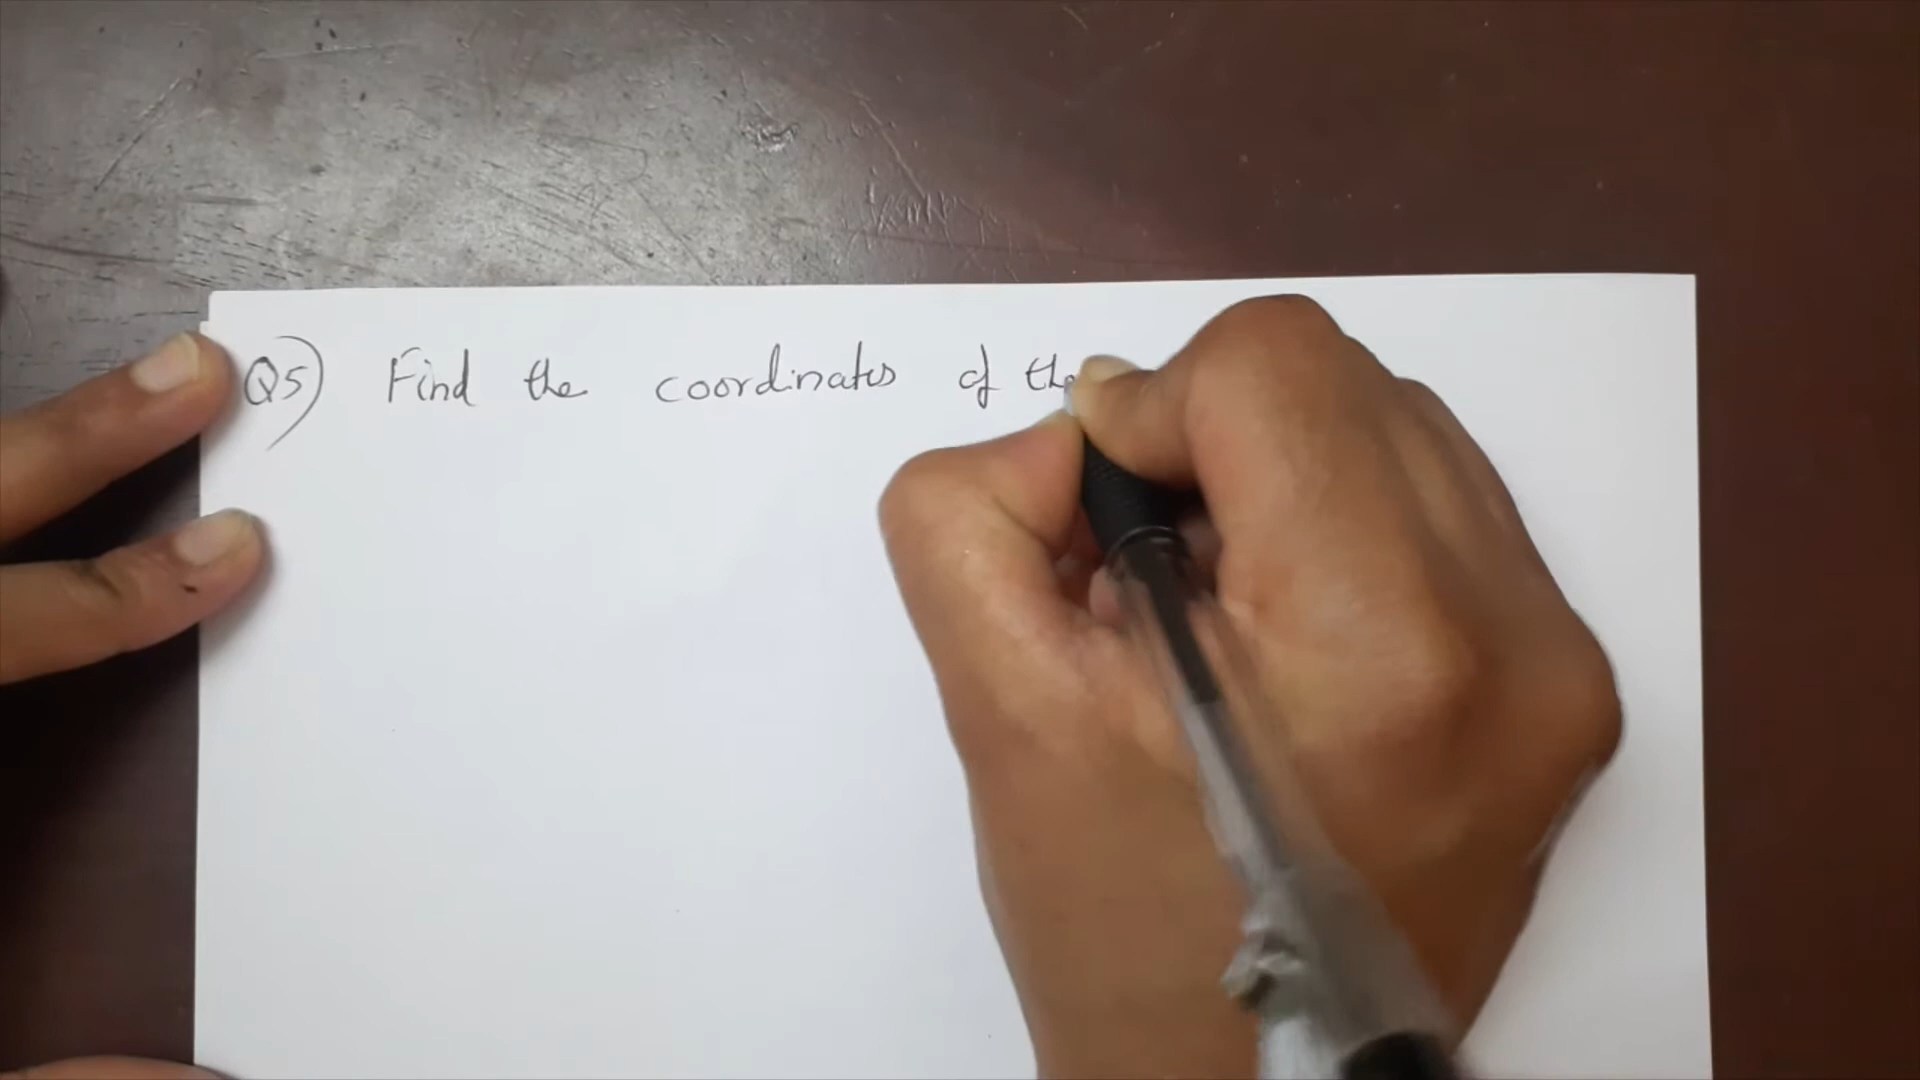 Q5) Find the coordinates of the